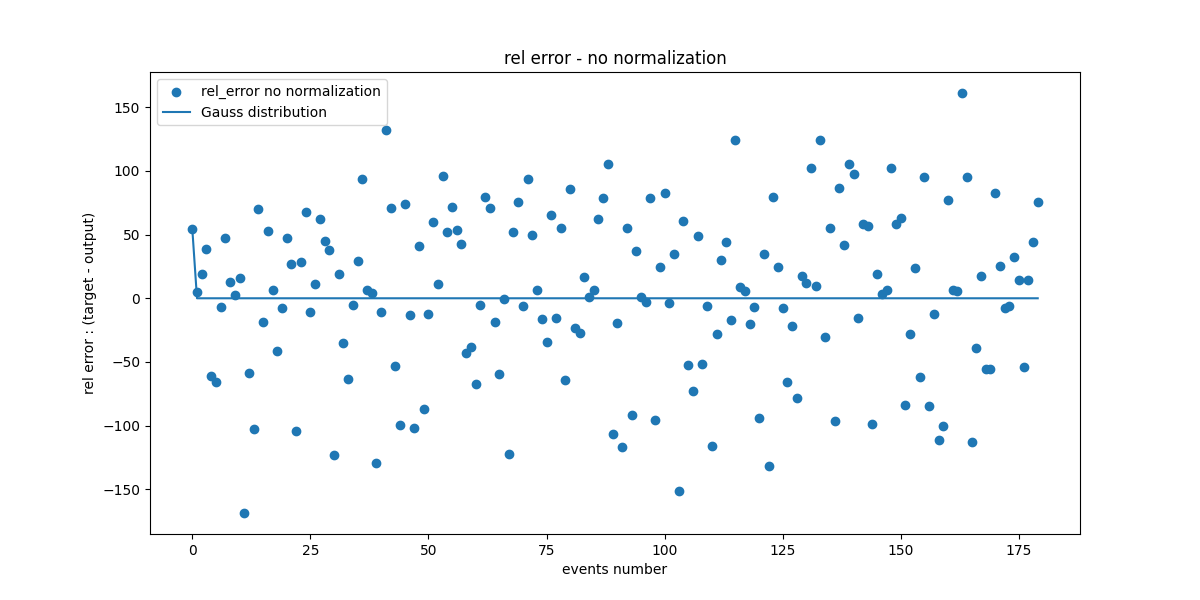 rel error - no normalization
rel_error no normalization
Gauss distribution
rel error : (target - output)
150
100
50
0
−50
−100
−150
0 25 50 75 100 125 150 175
events number